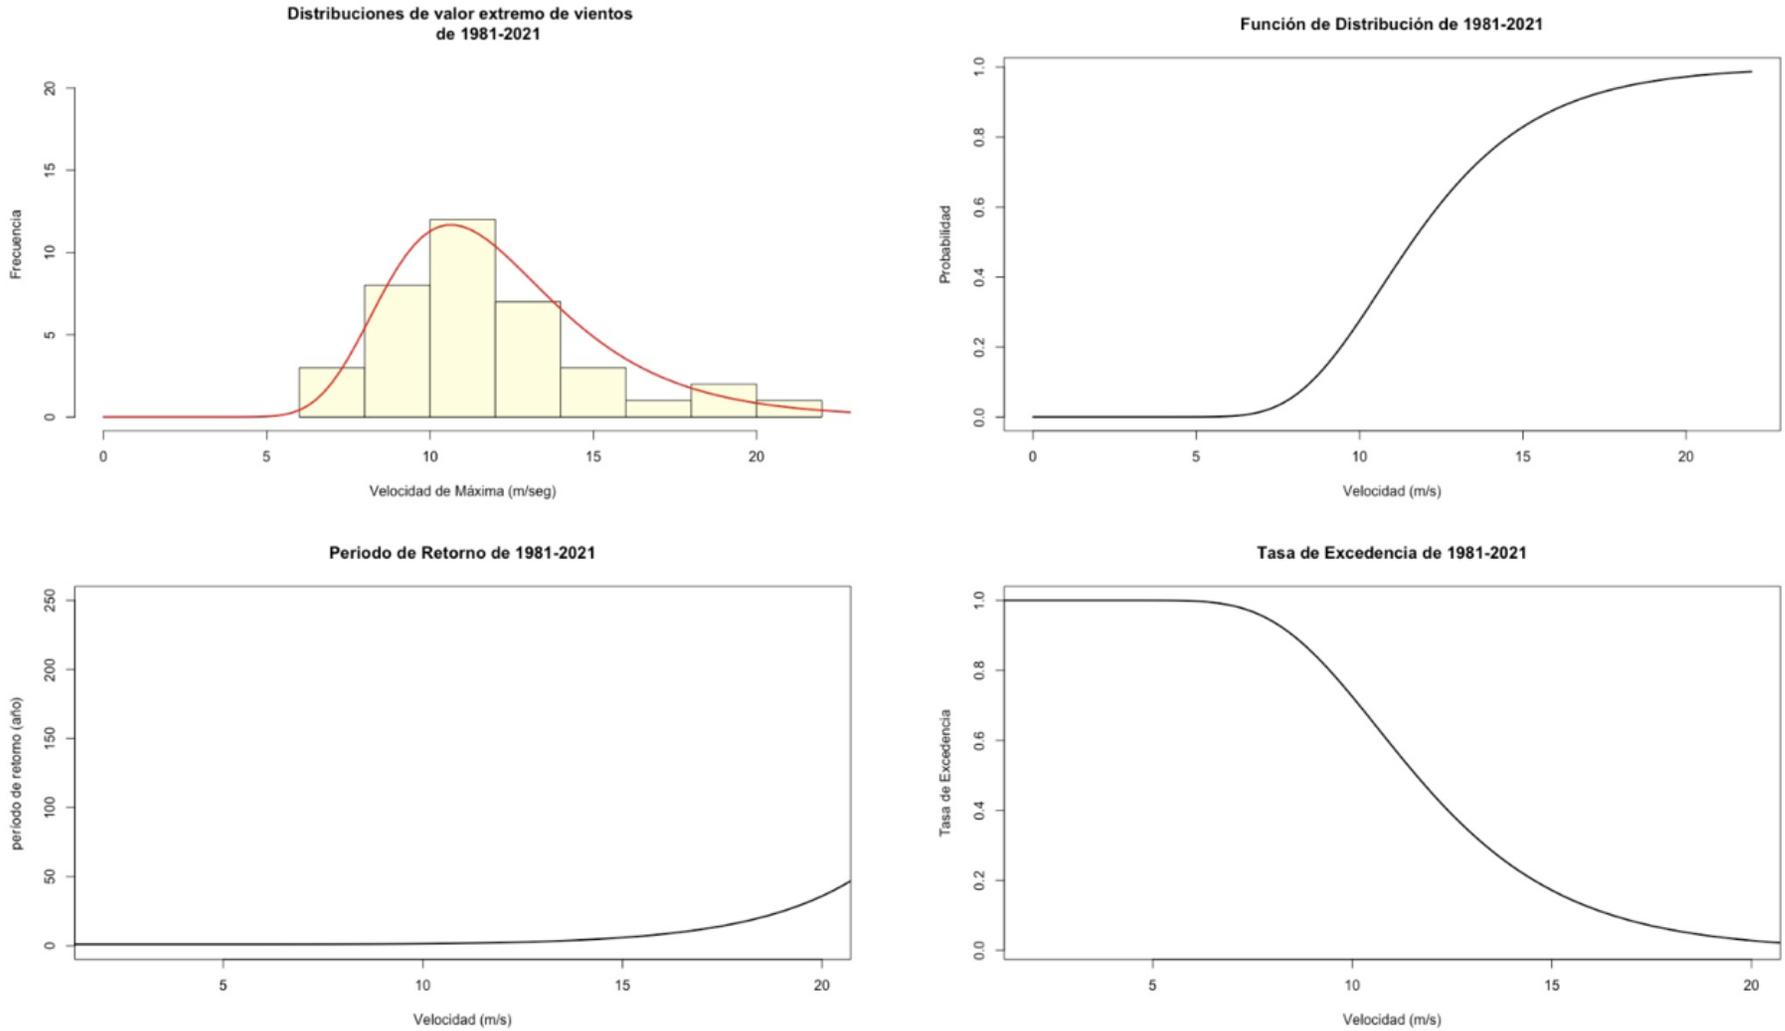 Distribuciones de valor extremo de vientos
de 1981-2021
Frecuencia
20
15
10
5
0
0 5 10 15 20
Velocidad de Máxima (m/seg)
Función de Distribución de 1981-2021
Probabilidad
1.0
0.8
0.6
0.4
0.2
0.0
0 5 10 15 20
Velocidad (m/s)
Periodo de Retorno de 1981-2021
período de retorno (año)
250
200
150
100
50
0
5 10 15 20
Velocidad (m/s)
Tasa de Excedencia de 1981-2021
Tasa de Excedencia
1.0
0.8
0.6
0.4
0.2
0.0
5 10 15 20
Velocidad (m/s)